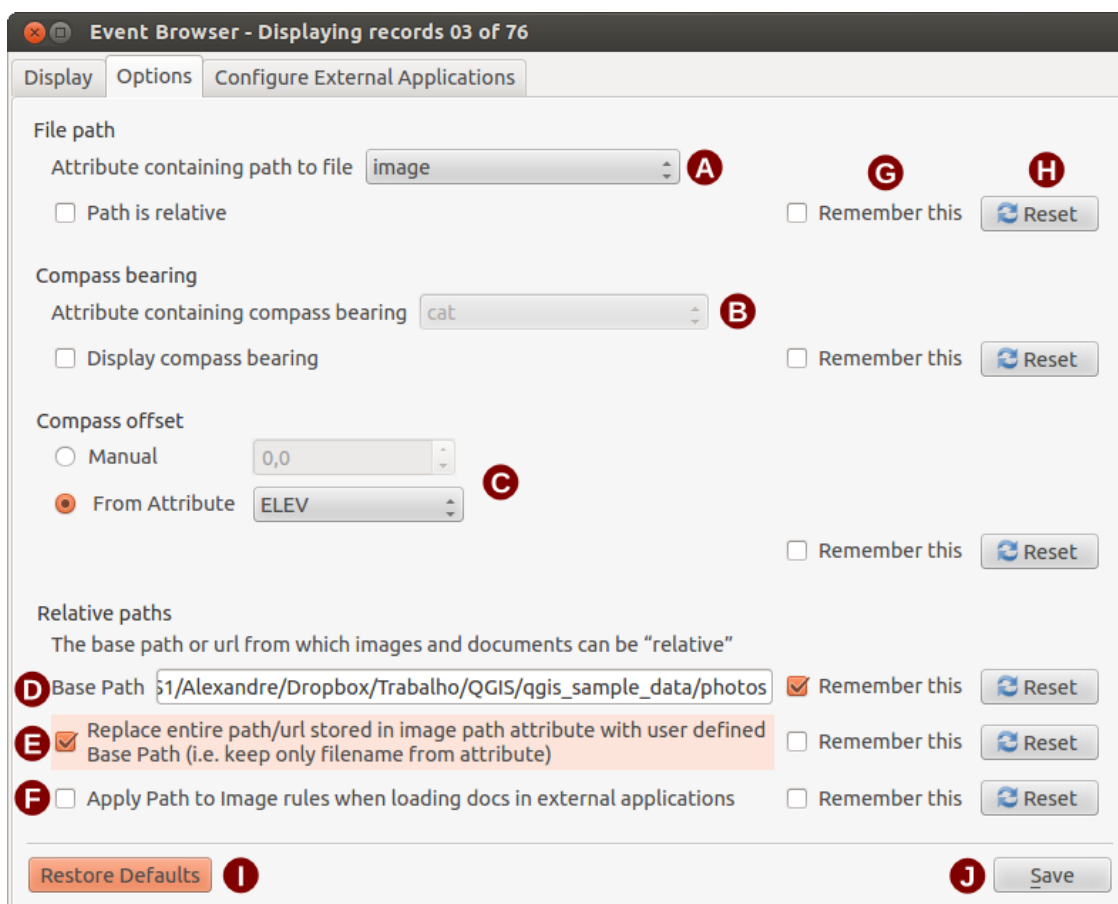 Event Browser - Displaying records 03 of 76
Display Options Configure External Applications
File path
Attribute containing path to file image A G H
Path is relative Remember this Reset
Compass bearing
Attribute containing compass bearing cat B
Display compass bearing Remember this Reset
Compass offset
Manual 0,0
C
From Attribute ELEV
Remember this Reset
Relative paths
The base path or url from which images and documents can be “relative”
D Base Path /Alexandre/Dropbox/Trabalho/QGIS/qgis_sample_data/photos Remember this Reset
E Replace entire path/url stored in image path attribute with user defined Remember this Reset
Base Path (i.e. keep only filename from attribute)
F Apply Path to Image rules when loading docs in external applications Remember this Reset
Restore Defaults I J Save